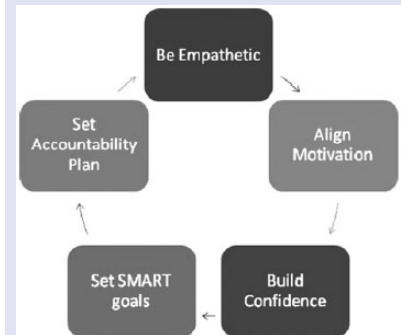 Be Empathetic
Align
Motivation
Build
Confidence
Set SMART
goals
Set
Accountability
Plan